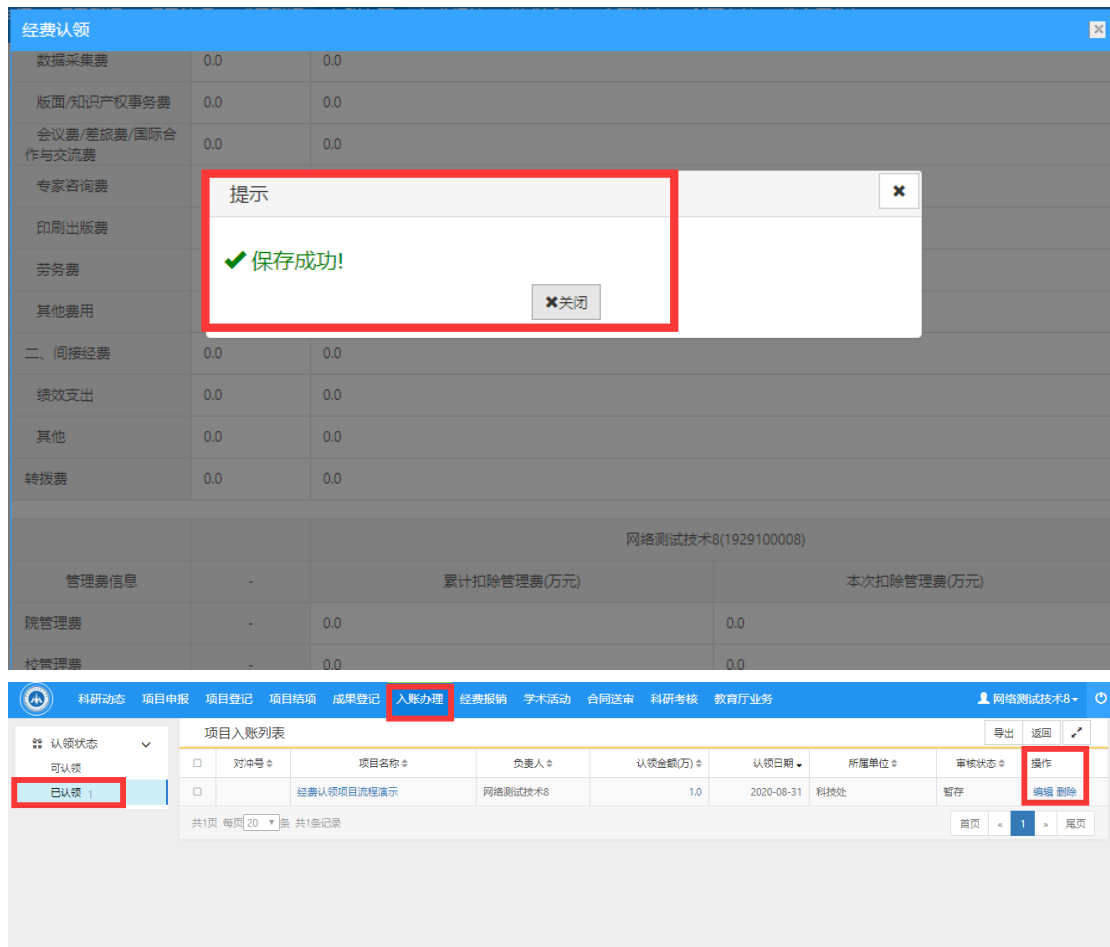 经费认领
数据采集费 0.0 0.0
版面/知识产权事务费 0.0 0.0
会议费/差旅费/国际合
作与交流费 0.0 0.0
专家咨询费
印刷出版费
劳务费
其他费用
提示
保存成功!
关闭
二、间接经费 0.0 0.0
绩效支出 0.0 0.0
其他 0.0 0.0
转拨费 0.0 0.0
网络测试技术8(1929100008)
管理费信息 - 累计扣除管理费(万元) 本次扣除管理费(万元)
院管理费 - 0.0 0.0
校管理费 - 0.0 0.0
科研动态 项目申报 项目登记 项目结项 成果登记 入账办理 经费报销 学术活动 合同送审 科研考核 教育厅业务 网络测试技术8
认领状态
可认领
已认领 1
项目入账列表 导出 返回
对冲号 项目名称 负责人 认领金额(万) 认领日期 所属单位 审核状态 操作
经费认领项目流程演示 网络测试技术8 1.0 2020-08-31 科技处 暂存 编辑 删除
共1页 每页 20 条 共1条记录 首页 « 1 » 尾页